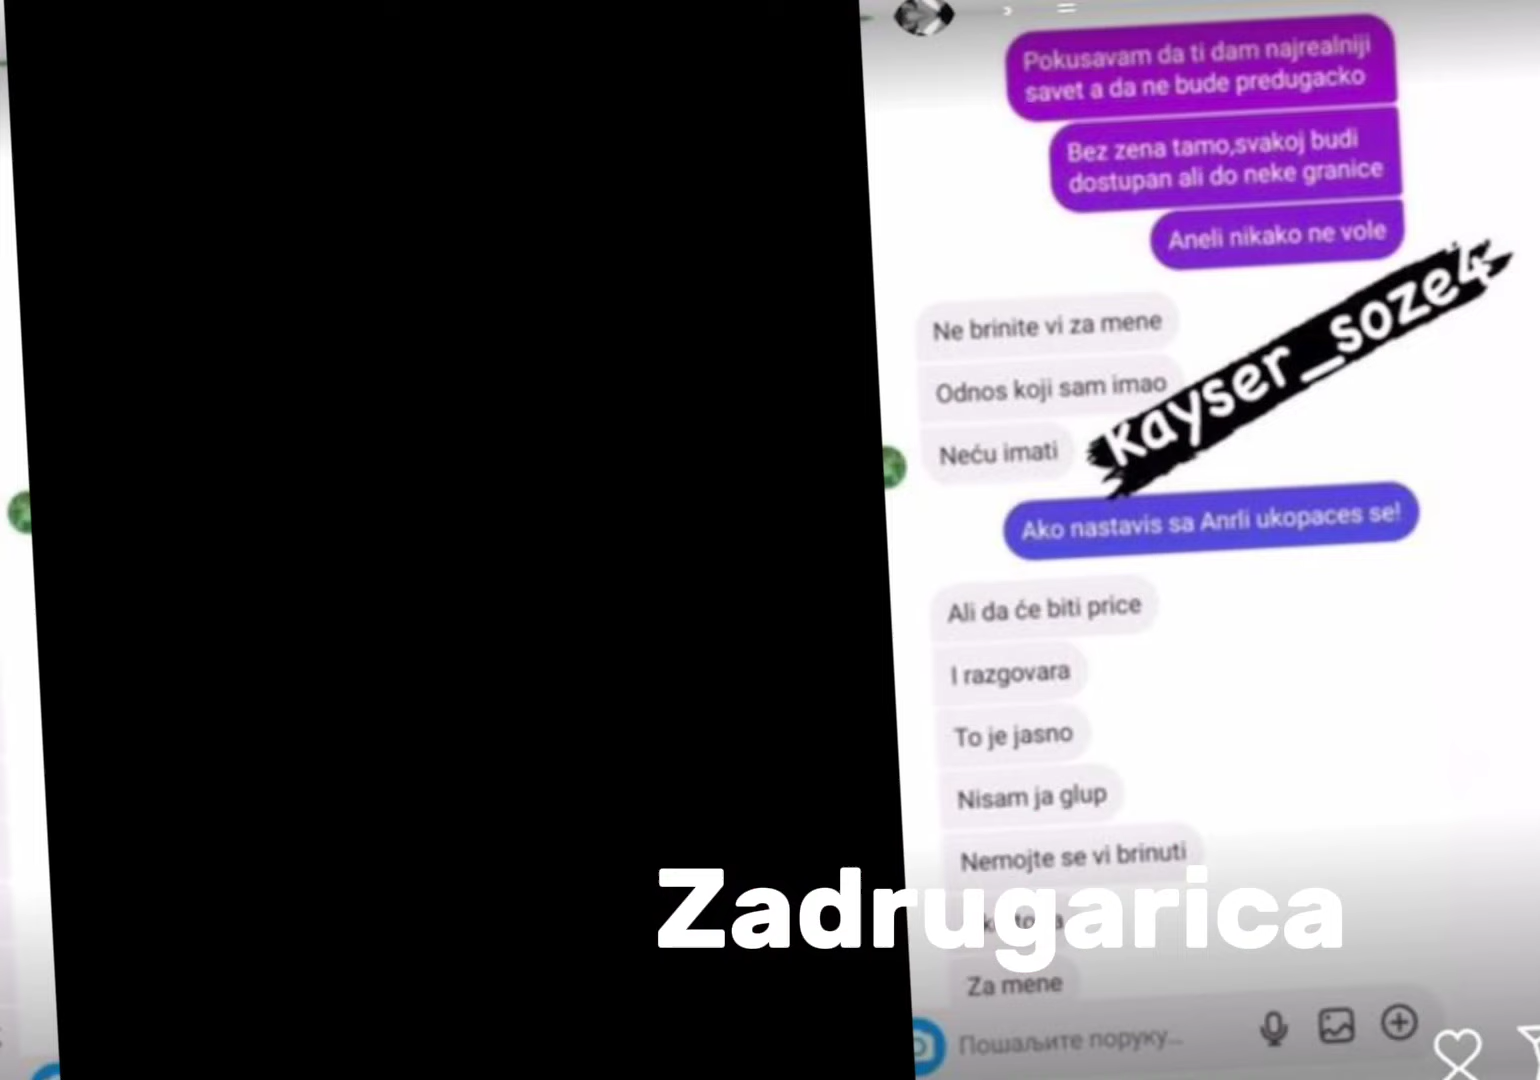 Pokusavam da ti dam najrealniji
savet a da ne bude predugacko
Bez zena tamo,svakoj budi
dostupan ali do neke granice
Aneli nikako ne vole
Ne brinite vi za mene
Odnos koji sam imao
Neću imati
kayser_soze4
Ako nastavis sa Anrli ukopaces se!
Ali da će biti price
I razgovara
To je jasno
Nisam ja glup
Nemojte se vi brinuti
Zadrugarica
Za mene
Пошаљите поруку...